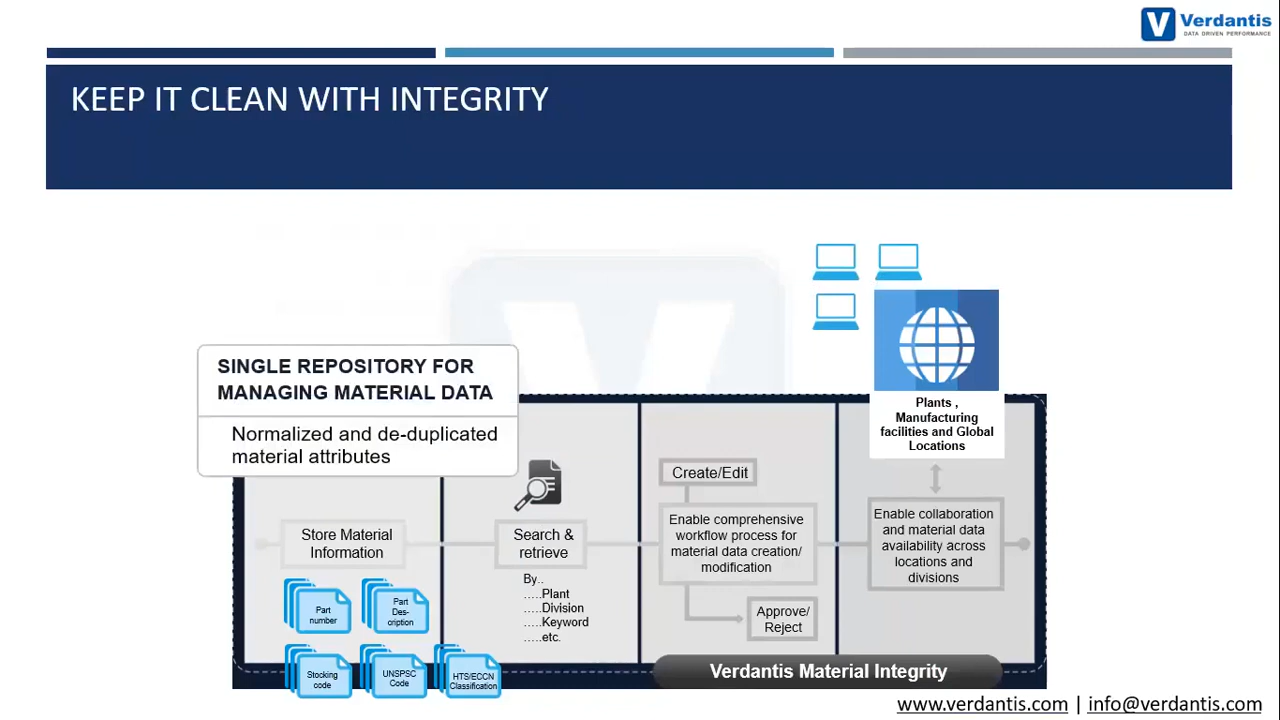 Verdantis
DATA DRIVEN PERFORMANCE
KEEP IT CLEAN WITH INTEGRITY
SINGLE REPOSITORY FOR
MANAGING MATERIAL DATA
Normalized and de-duplicated
material attributes
Store Material
Information
Part
number
Part
Des-
cription
Stocking
code
UNSPSC
Code
HTS/ECCN
Classification
Search &
retrieve
By..
.....Plant
.....Division
.....Keyword
.....etc.
Create/Edit
Enable comprehensive
workflow process for
material data creation/
modification
Approve/
Reject
Plants ,
Manufacturing
facilities and Global
Locations
Enable collaboration
and material data
availability across
locations and
divisions
Verdantis Material Integrity
www.verdantis.com | info@verdantis.com